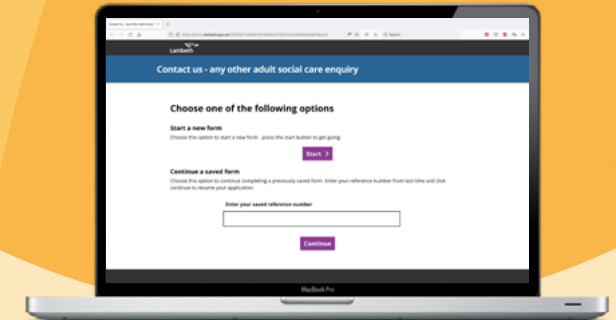 Search
Lambeth
Contact us - any other adult social care enquiry
Choose one of the following options
Start a new form
Choose this option to start a new form - press the start button to get going.
Start >
Continue a saved form
Choose this option to continue completing a previously saved form. Enter your reference number from last time and click
continue to resume your application.
Enter your saved reference number
Continue
MacBook Pro